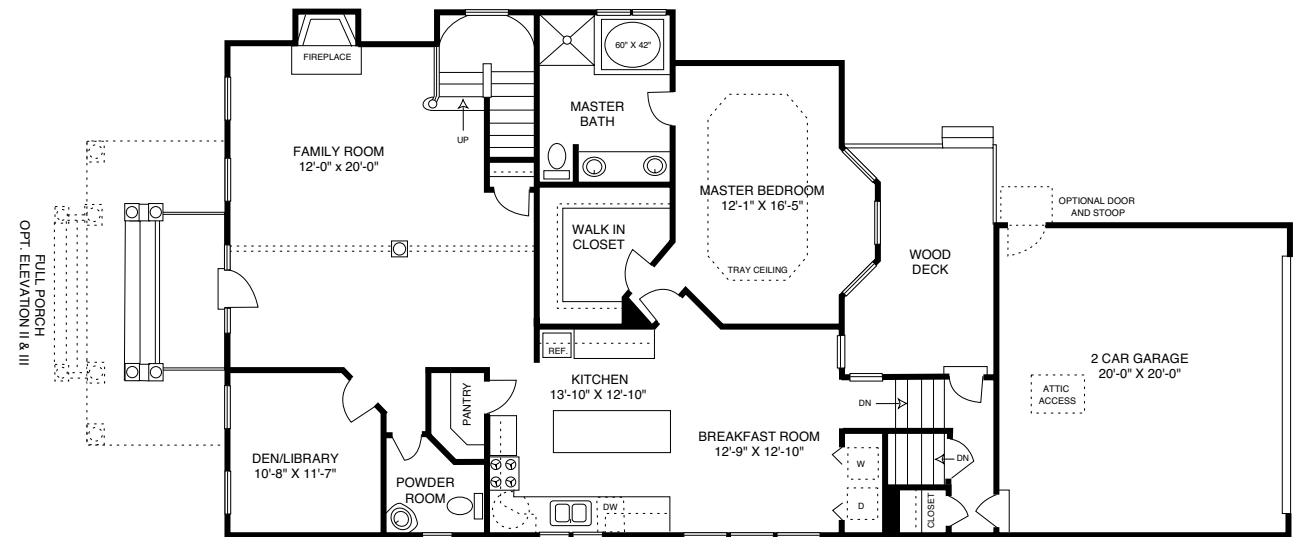 FIREPLACE
60" X 42"
MASTER
BATH
UP
FAMILY ROOM
12'-0" x 20'-0"
MASTER BEDROOM
12'-1" X 16'-5"
TRAY CEILING
WALK IN
CLOSET
WOOD
DECK
OPTIONAL DOOR
AND STOOP
FULL PORCH
OPT. ELEVATION II & III
REF.
KITCHEN
13'-10" X 12'-10"
PANTRY
2 CAR GARAGE
20'-0" X 20'-0"
ATTIC
ACCESS
DN
BREAKFAST ROOM
12'-9" X 12'-10"
DEN/LIBRARY
10'-8" X 11'-7"
POWDER
ROOM
W
DN
D
DW
CLOSET